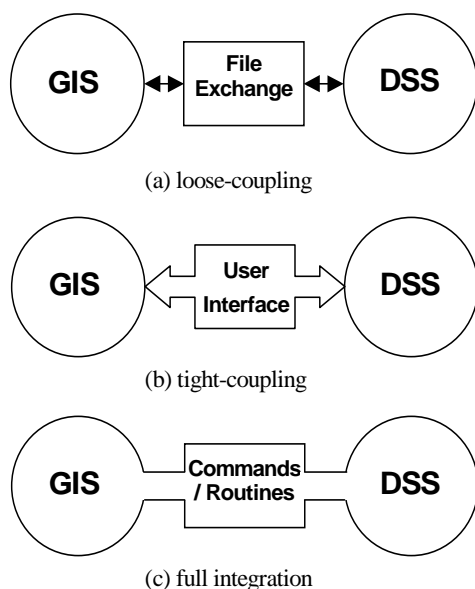 GIS
File
Exchange
DSS
(a) loose-coupling
GIS
User
Interface
DSS
(b) tight-coupling
GIS
Commands
/ Routines
DSS
(c) full integration